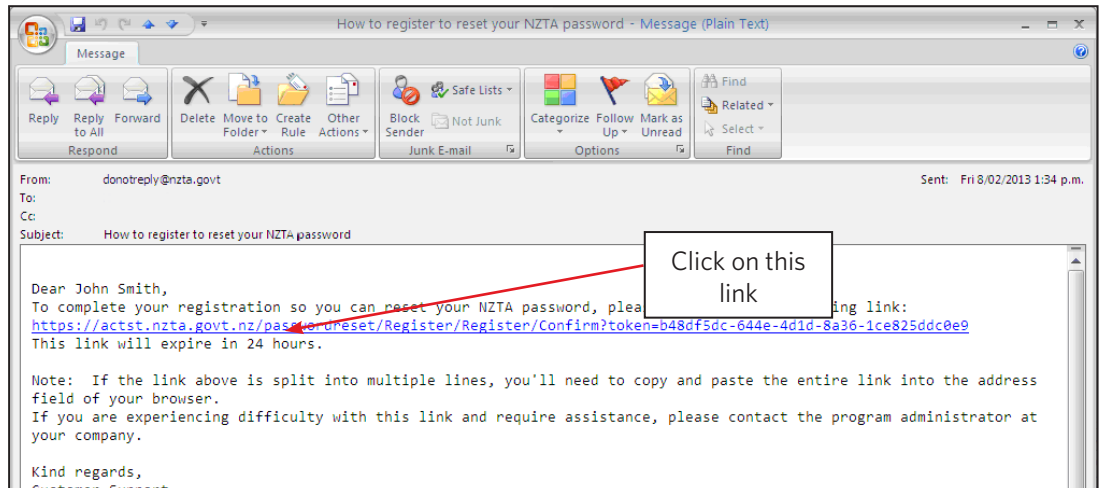 How to register to reset your NZTA password - Message (Plain Text)
Message
Reply Reply to All Forward
Respond
Delete Move to Folder Create Rule Other Actions
Actions
Block Sender Safe Lists Not Junk
Junk E-mail
Categorize Follow Up Mark as Unread
Options
Find Related Select
Find
From: donotreply@nzta.govt Sent: Fri 8/02/2013 1:34 p.m.
To:
Cc:
Subject: How to register to reset your NZTA password
Click on this
link
Dear John Smith,
To complete your registration so you can reset your NZTA password, plea ing link:
https://actst.nzta.govt.nz/passwordreset/Register/Register/Confirm?token=b48df5dc-644e-4d1d-8a36-1ce825ddc0e9
This link will expire in 24 hours.
Note: If the link above is split into multiple lines, you'll need to copy and paste the entire link into the address
field of your browser.
If you are experiencing difficulty with this link and require assistance, please contact the program administrator at
your company.
Kind regards,
Customer Support